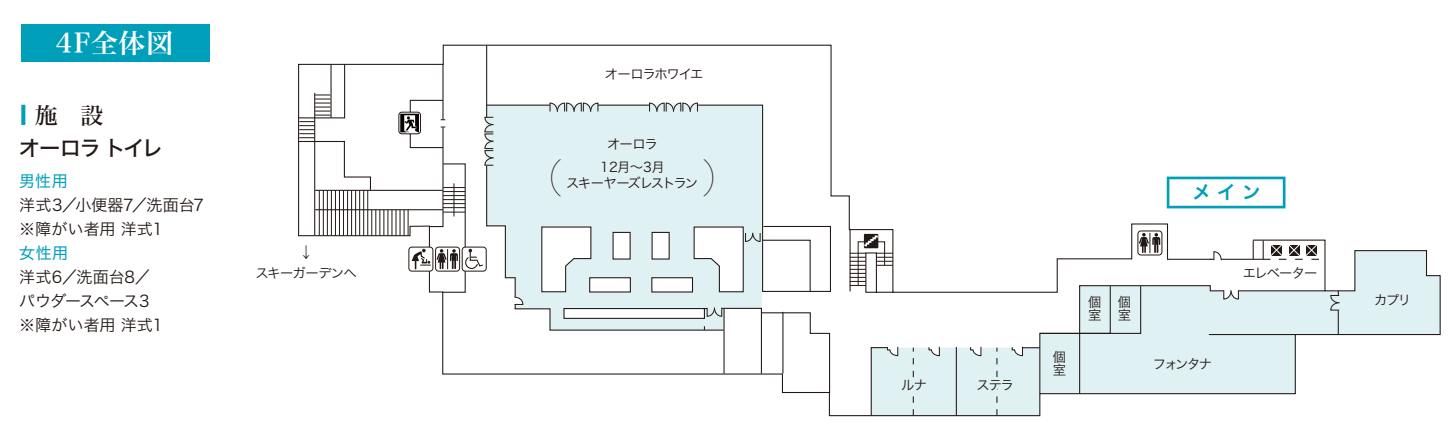 4F全体図
施　設
オーロラ トイレ
男性用
洋式3／小便器7／洗面台7
※障がい者用 洋式1
女性用
洋式6／洗面台8／
パウダースペース3
※障がい者用 洋式1
オーロラホワイエ
オーロラ
12月〜3月
スキーヤーズレストラン
↓
スキーガーデンへ
メイン
エレベーター
カプリ
個室
個室
個室
フォンタナ
ルナ
ステラ